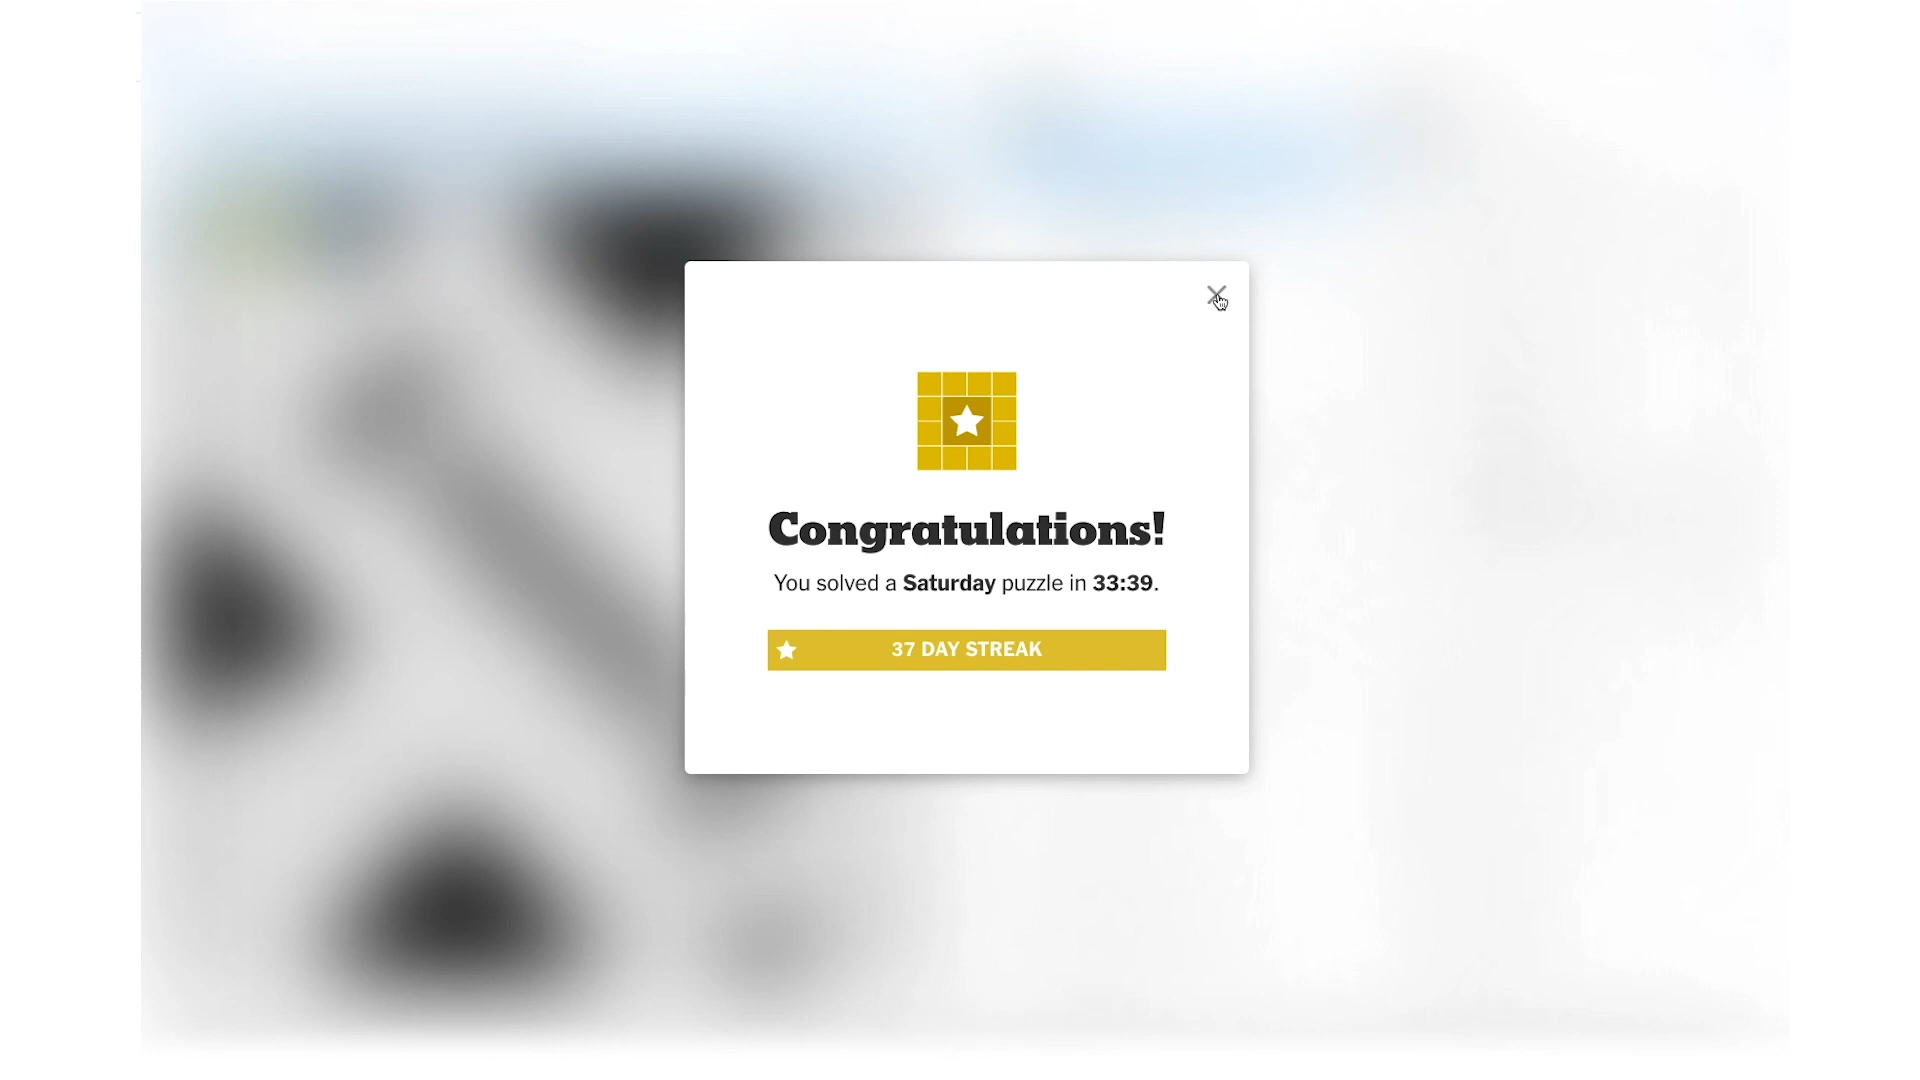 Congratulations!
You solved a Saturday puzzle in 33:39.
37 DAY STREAK